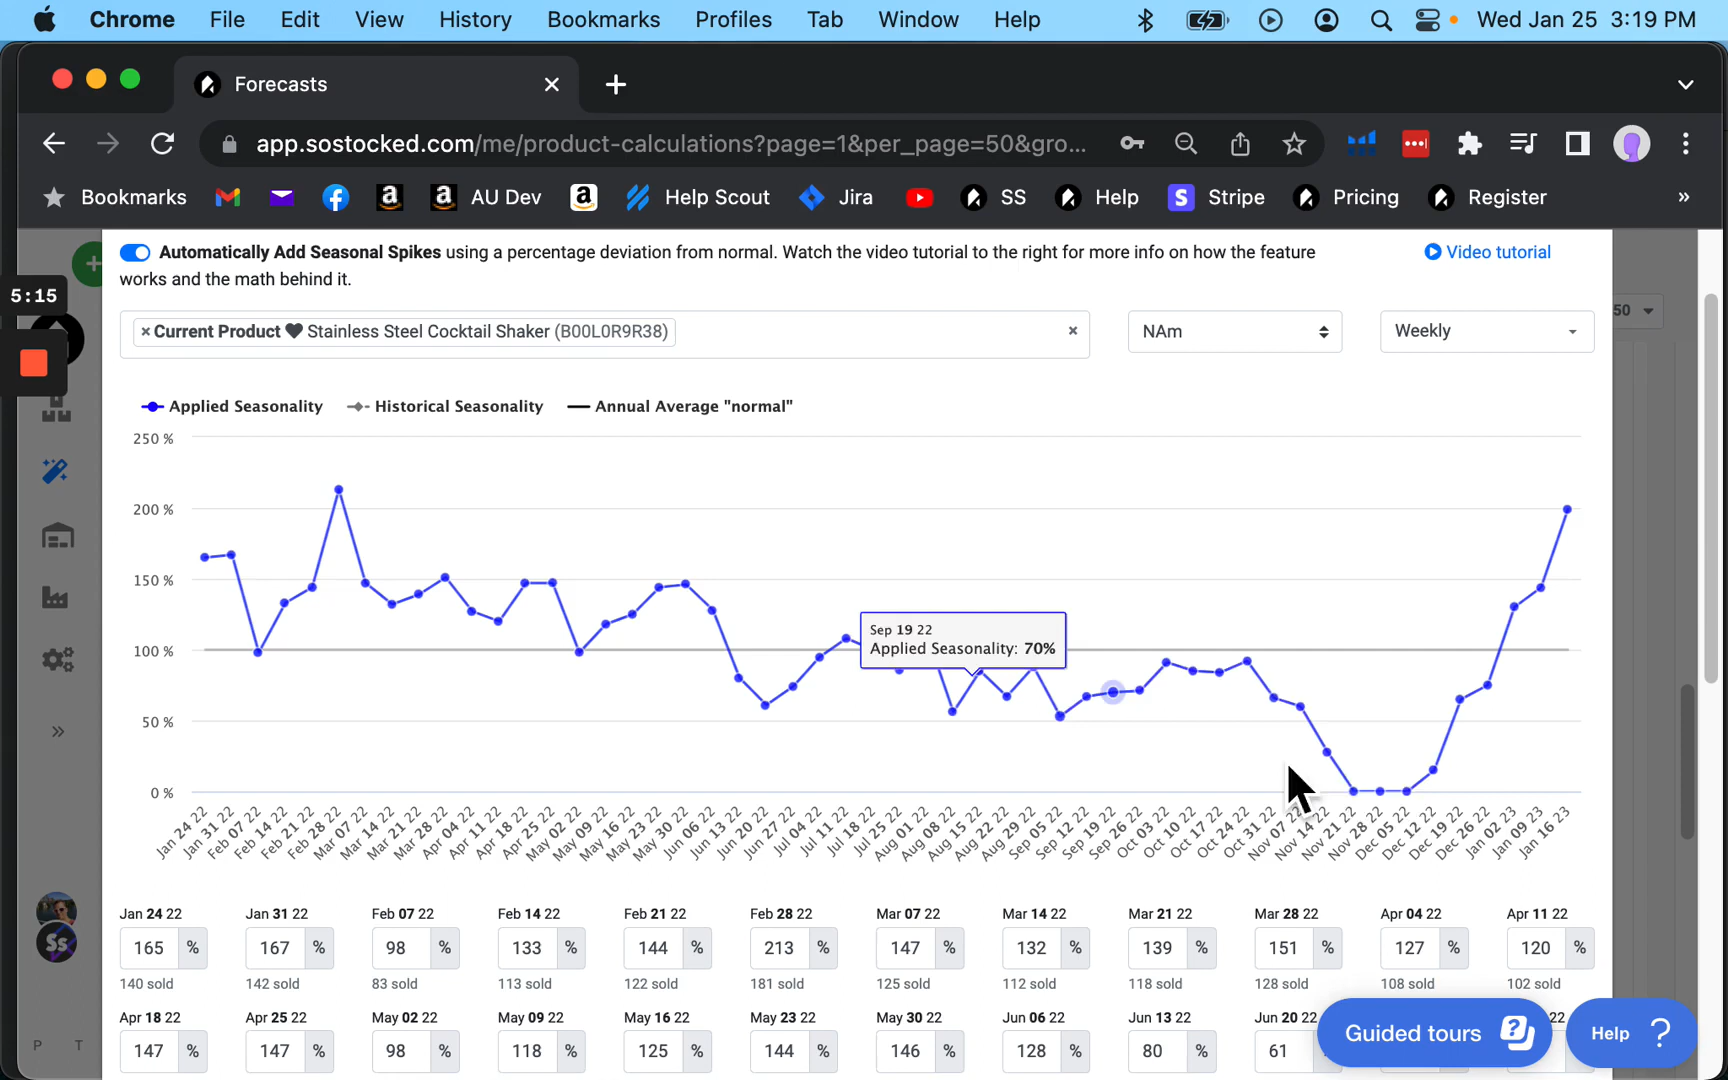 Chrome File Edit View History Bookmarks Profiles Tab Window Help Wed Jan 25 3:19 PM
Forecasts
app.sostocked.com/me/product-calculations?page=1&per_page=50&gro...
Bookmarks AU Dev Help Scout Jira SS Help Stripe Pricing Register »
Automatically Add Seasonal Spikes using a percentage deviation from normal. Watch the video tutorial to the right for more info on how the feature
works and the math behind it.
Video tutorial
5:15
50
× Current Product 🖤 Stainless Steel Cocktail Shaker (B00L0R9R38) ×
NAm
Weekly
Applied Seasonality Historical Seasonality Annual Average "normal"
250 %
200 %
150 %
100 %
50 %
0 %
Sep 19 22
Applied Seasonality: 70%
Jan 24 22 Jan 31 22 Feb 07 22 Feb 14 22 Feb 21 22 Feb 28 22 Mar 07 22 Mar 14 22 Mar 21 22 Mar 28 22 Apr 04 22 Apr 11 22 Apr 18 22 Apr 25 22 May 02 22 May 09 22 May 16 22 May 23 22 May 30 22 Jun 06 22 Jun 13 22 Jun 20 22 Jun 27 22 Jul 04 22 Jul 11 22 Jul 18 22 Jul 25 22 Aug 01 22 Aug 08 22 Aug 15 22 Aug 22 22 Aug 29 22 Sep 05 22 Sep 12 22 Sep 19 22 Sep 26 22 Oct 03 22 Oct 10 22 Oct 17 22 Oct 24 22 Oct 31 22 Nov 07 22 Nov 14 22 Nov 21 22 Nov 28 22 Dec 05 22 Dec 12 22 Dec 19 22 Dec 26 22 Jan 02 23 Jan 09 23 Jan 16 23
Jan 24 22 Jan 31 22 Feb 07 22 Feb 14 22 Feb 21 22 Feb 28 22 Mar 07 22 Mar 14 22 Mar 21 22 Mar 28 22 Apr 04 22 Apr 11 22
165 % 167 % 98 % 133 % 144 % 213 % 147 % 132 % 139 % 151 % 127 % 120 %
140 sold 142 sold 83 sold 113 sold 122 sold 181 sold 125 sold 112 sold 118 sold 128 sold 108 sold 102 sold
Apr 18 22 Apr 25 22 May 02 22 May 09 22 May 16 22 May 23 22 May 30 22 Jun 06 22 Jun 13 22 Jun 20 22 22
147 % 147 % 98 % 118 % 125 % 144 % 146 % 128 % 80 % 61
Guided tours
Help ?
Ss
P T